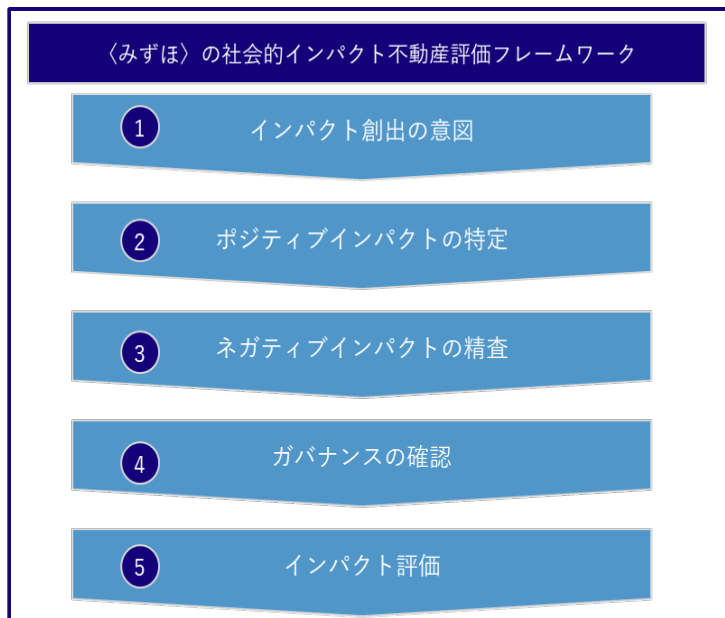 〈みずほ〉の社会的インパクト不動産評価フレームワーク
1 インパクト創出の意図
2 ポジティブインパクトの特定
3 ネガティブインパクトの精査
4 ガバナンスの確認
5 インパクト評価